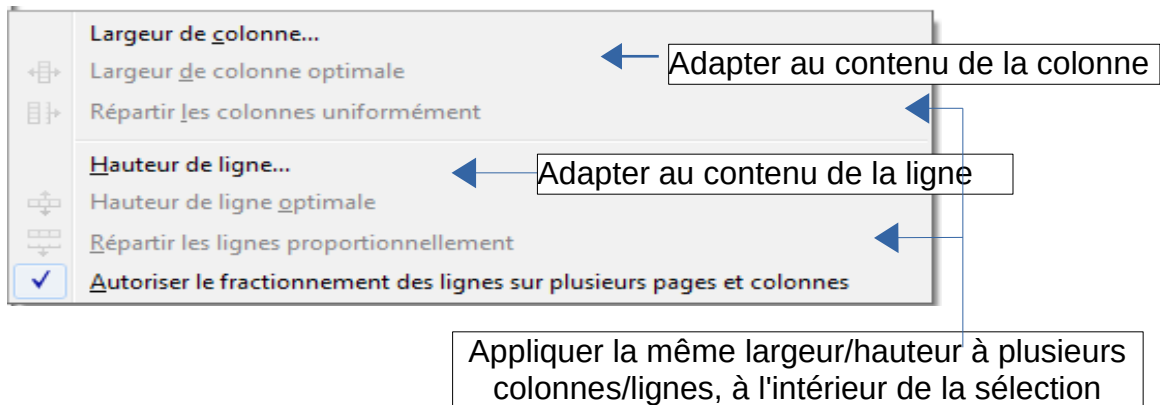 Largeur de colonne...
Adapter au contenu de la colonne
Largeur de colonne optimale
Répartir les colonnes uniformément
Hauteur de ligne...
Adapter au contenu de la ligne
Hauteur de ligne optimale
Répartir les lignes proportionnellement
Autoriser le fractionnement des lignes sur plusieurs pages et colonnes
Appliquer la même largeur/hauteur à plusieurs
colonnes/lignes, à l'intérieur de la sélection